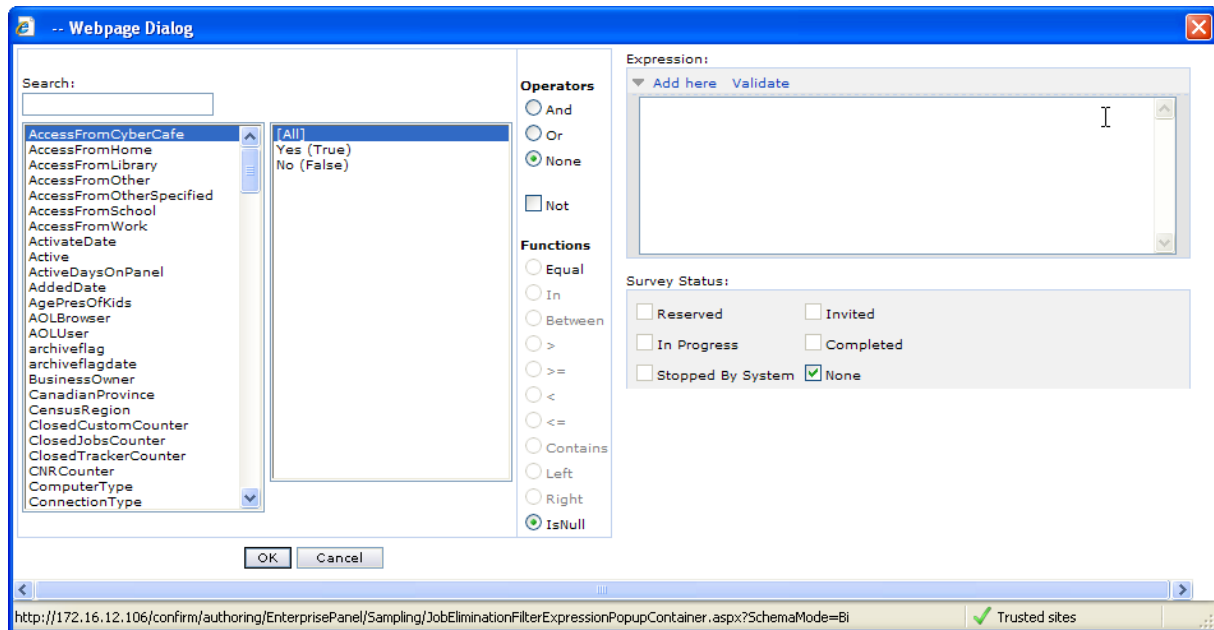 -- Webpage Dialog
Search:
AccessFromCyberCafe
AccessFromHome
AccessFromLibrary
AccessFromOther
AccessFromOtherSpecified
AccessFromSchool
AccessFromWork
ActivateDate
Active
ActiveDaysOnPanel
AddedDate
AgePresOfKids
AOLBrowser
AOLUser
archiveflag
archiveflagdate
BusinessOwner
CanadianProvince
CensusRegion
ClosedCustomCounter
ClosedJobsCounter
ClosedTrackerCounter
CNRCounter
ComputerType
ConnectionType
[All]
Yes (True)
No (False)
Operators
And
Or
None
Not
Functions
Equal
In
Between
>
>=
<
<=
Contains
Left
Right
IsNull
Expression:
Add here Validate
Survey Status:
Reserved Invited
In Progress Completed
Stopped By System None
OK Cancel
http://172.16.12.106/confirm/authoring/EnterprisePanel/Sampling/JobEliminationFilterExpressionPopupContainer.aspx?SchemaMode=Bi Trusted sites